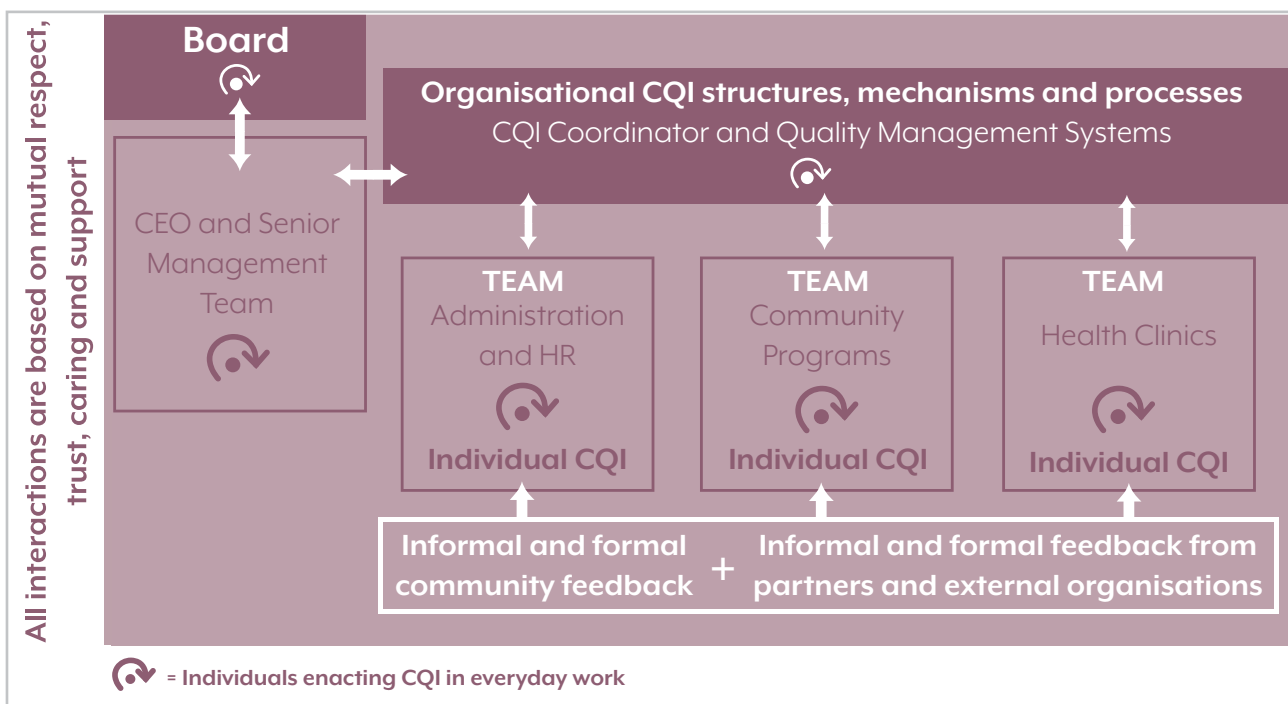 All interactions are based on mutual respect,
trust, caring and support
Board
Organisational CQI structures, mechanisms and processes
CQI Coordinator and Quality Management Systems
CEO and Senior
Management
Team
TEAM
Administration
and HR
Individual CQI
TEAM
Community
Programs
Individual CQI
TEAM
Health Clinics
Individual CQI
Informal and formal
community feedback
+
Informal and formal feedback from
partners and external organisations
= Individuals enacting CQI in everyday work